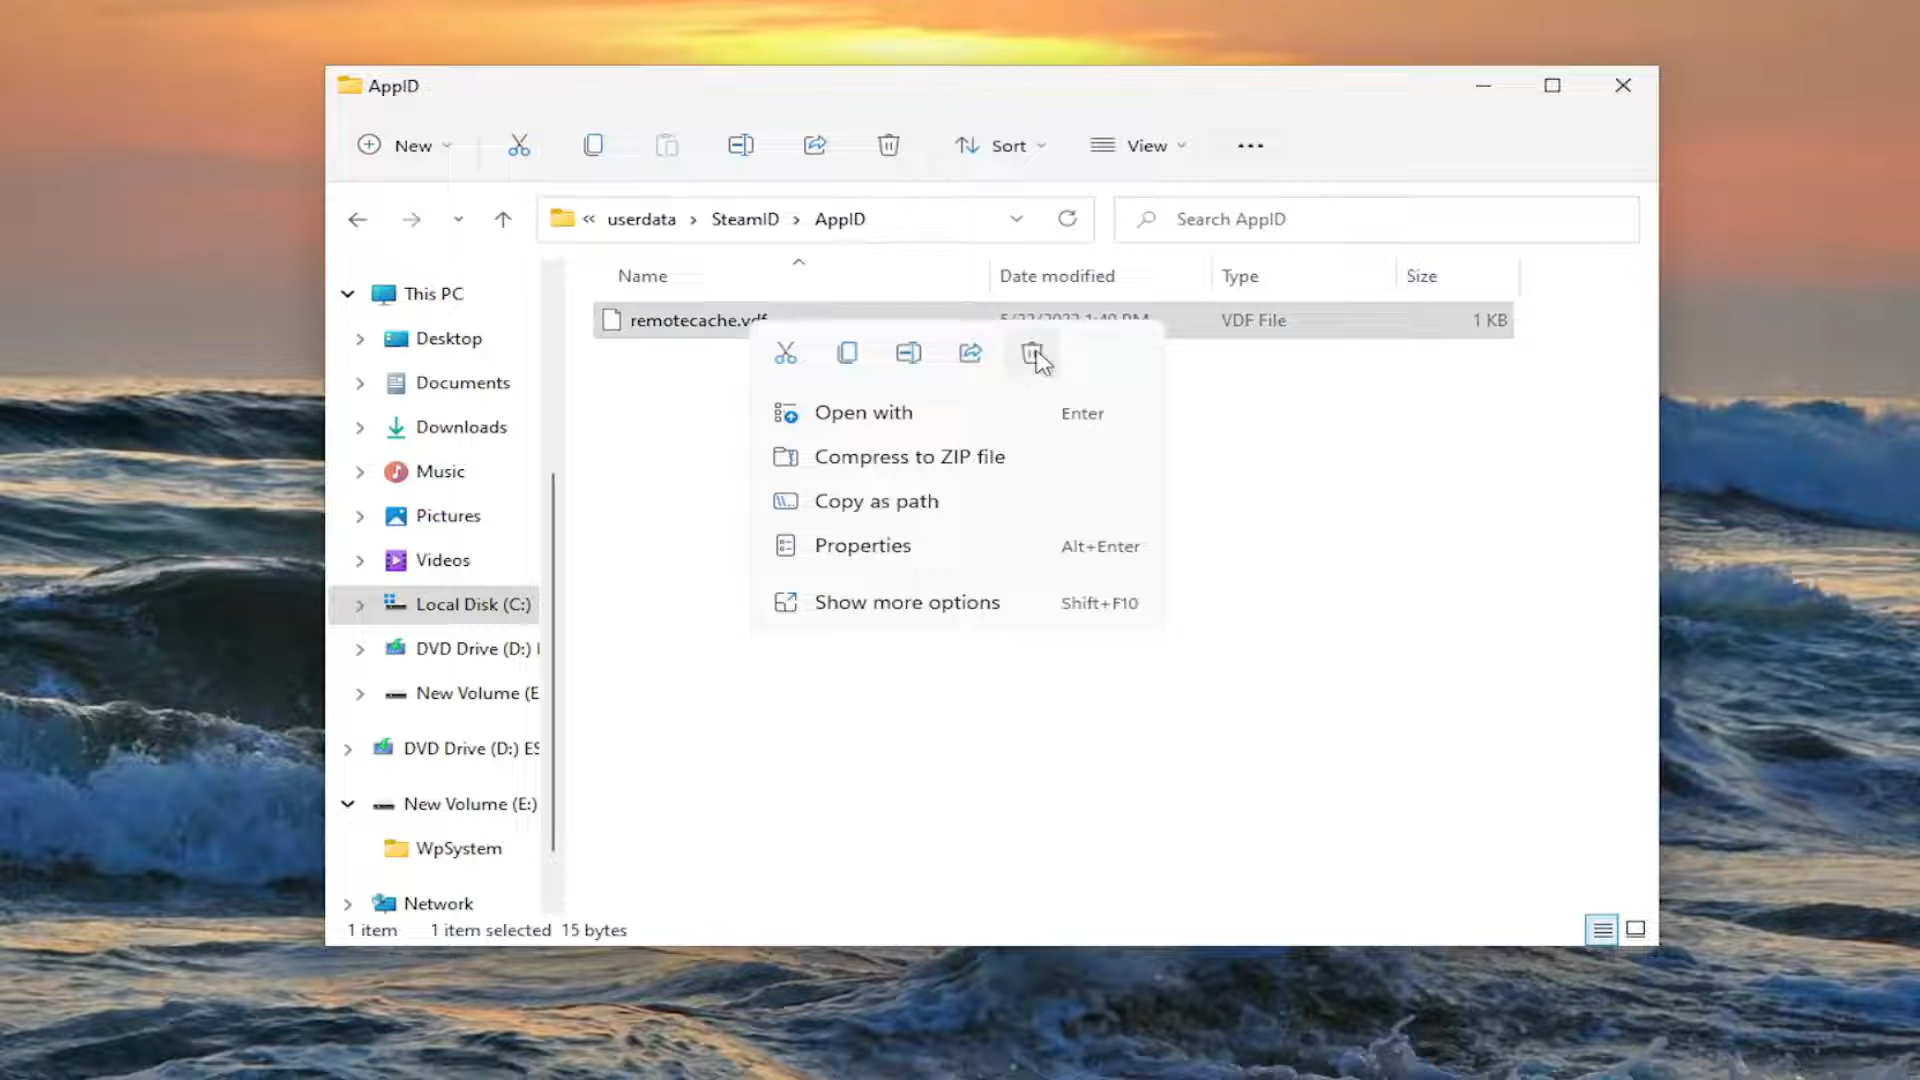 AppID
New
Sort
View
« userdata > SteamID > AppID
Search AppID
Name
Date modified
Type
Size
remotecache.vdf
VDF File
1 KB
Open with
Enter
Compress to ZIP file
Copy as path
Properties
Alt+Enter
Show more options
Shift+F10
This PC
Desktop
Documents
Downloads
Music
Pictures
Videos
Local Disk (C:)
DVD Drive (D:)
New Volume (E
DVD Drive (D:) ES
New Volume (E:)
WpSystem
Network
1 item
1 item selected
15 bytes